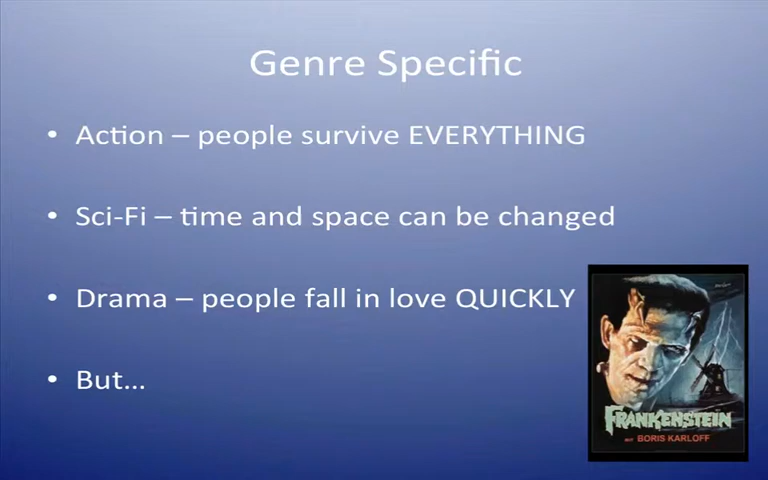 Genre Specific
• Action – people survive EVERYTHING
• Sci-Fi – time and space can be changed
• Drama – people fall in love QUICKLY
• But...
FRANKENSTEIN
BORIS KARLOFF